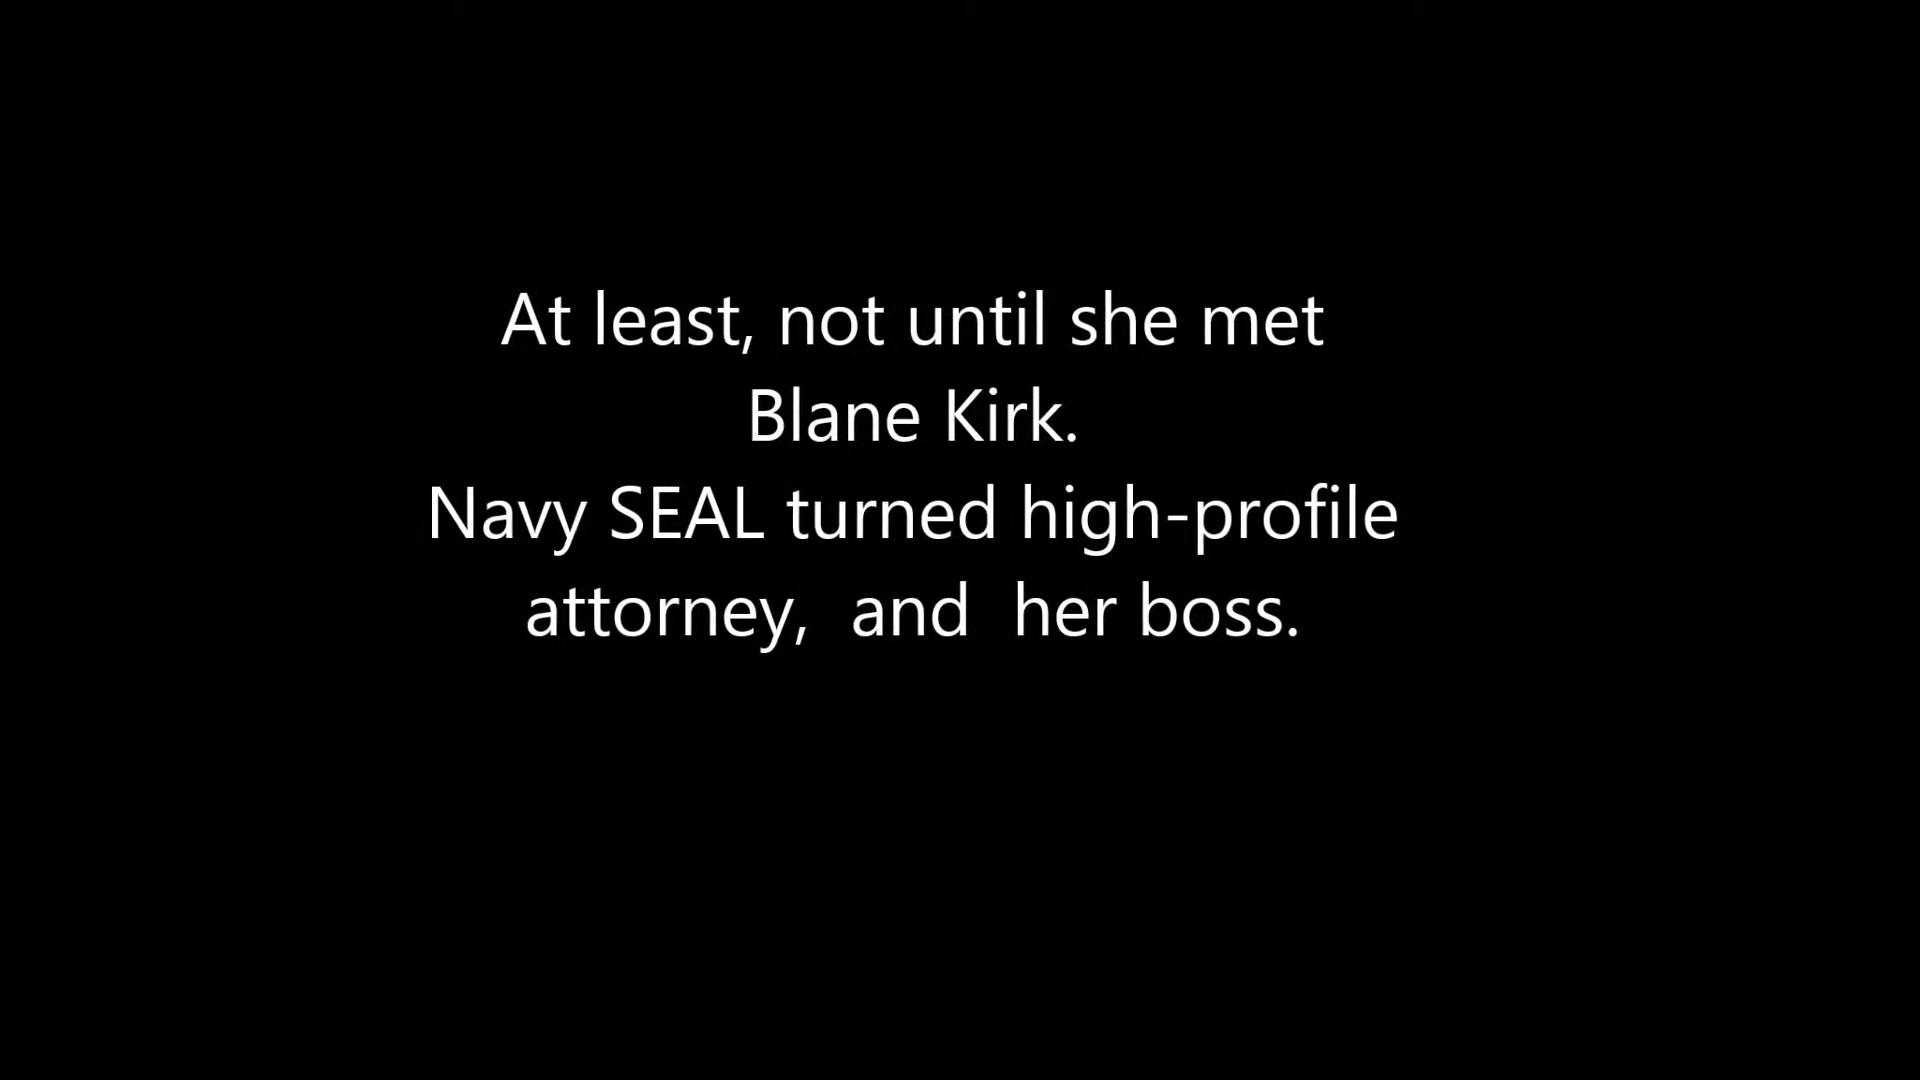 At least, not until she met
Blane Kirk.
Navy SEAL turned high-profile
attorney,  and  her boss.